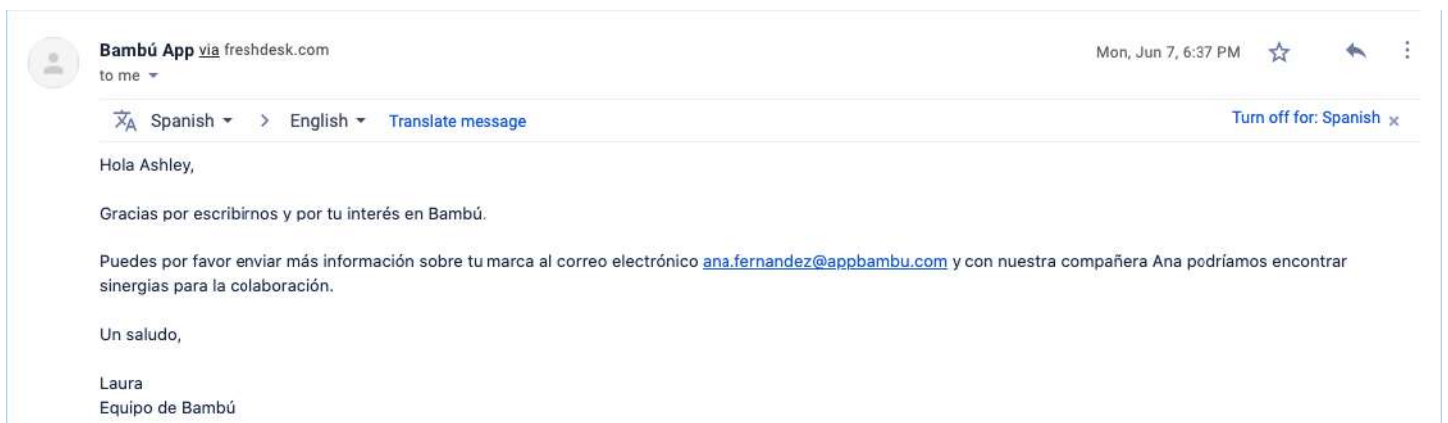 Bambú App via freshdesk.com
Mon, Jun 7, 6:37 PM
to me
Spanish > English Translate message
Turn off for: Spanish x
Hola Ashley,
Gracias por escribirnos y por tu interés en Bambú.
Puedes por favor enviar más información sobre tu marca al correo electrónico ana.fernandez@appbambu.com y con nuestra compañera Ana podríamos encontrar
sinergias para la colaboración.
Un saludo,
Laura
Equipo de Bambú